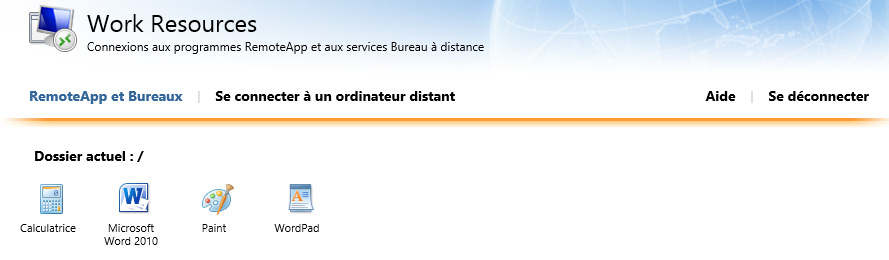 Work Resources
Connexions aux programmes RemoteApp et aux services Bureau à distance
RemoteApp et Bureaux | Se connecter à un ordinateur distant Aide | Se déconnecter
Dossier actuel : /
Calculatrice Microsoft Word 2010 Paint WordPad